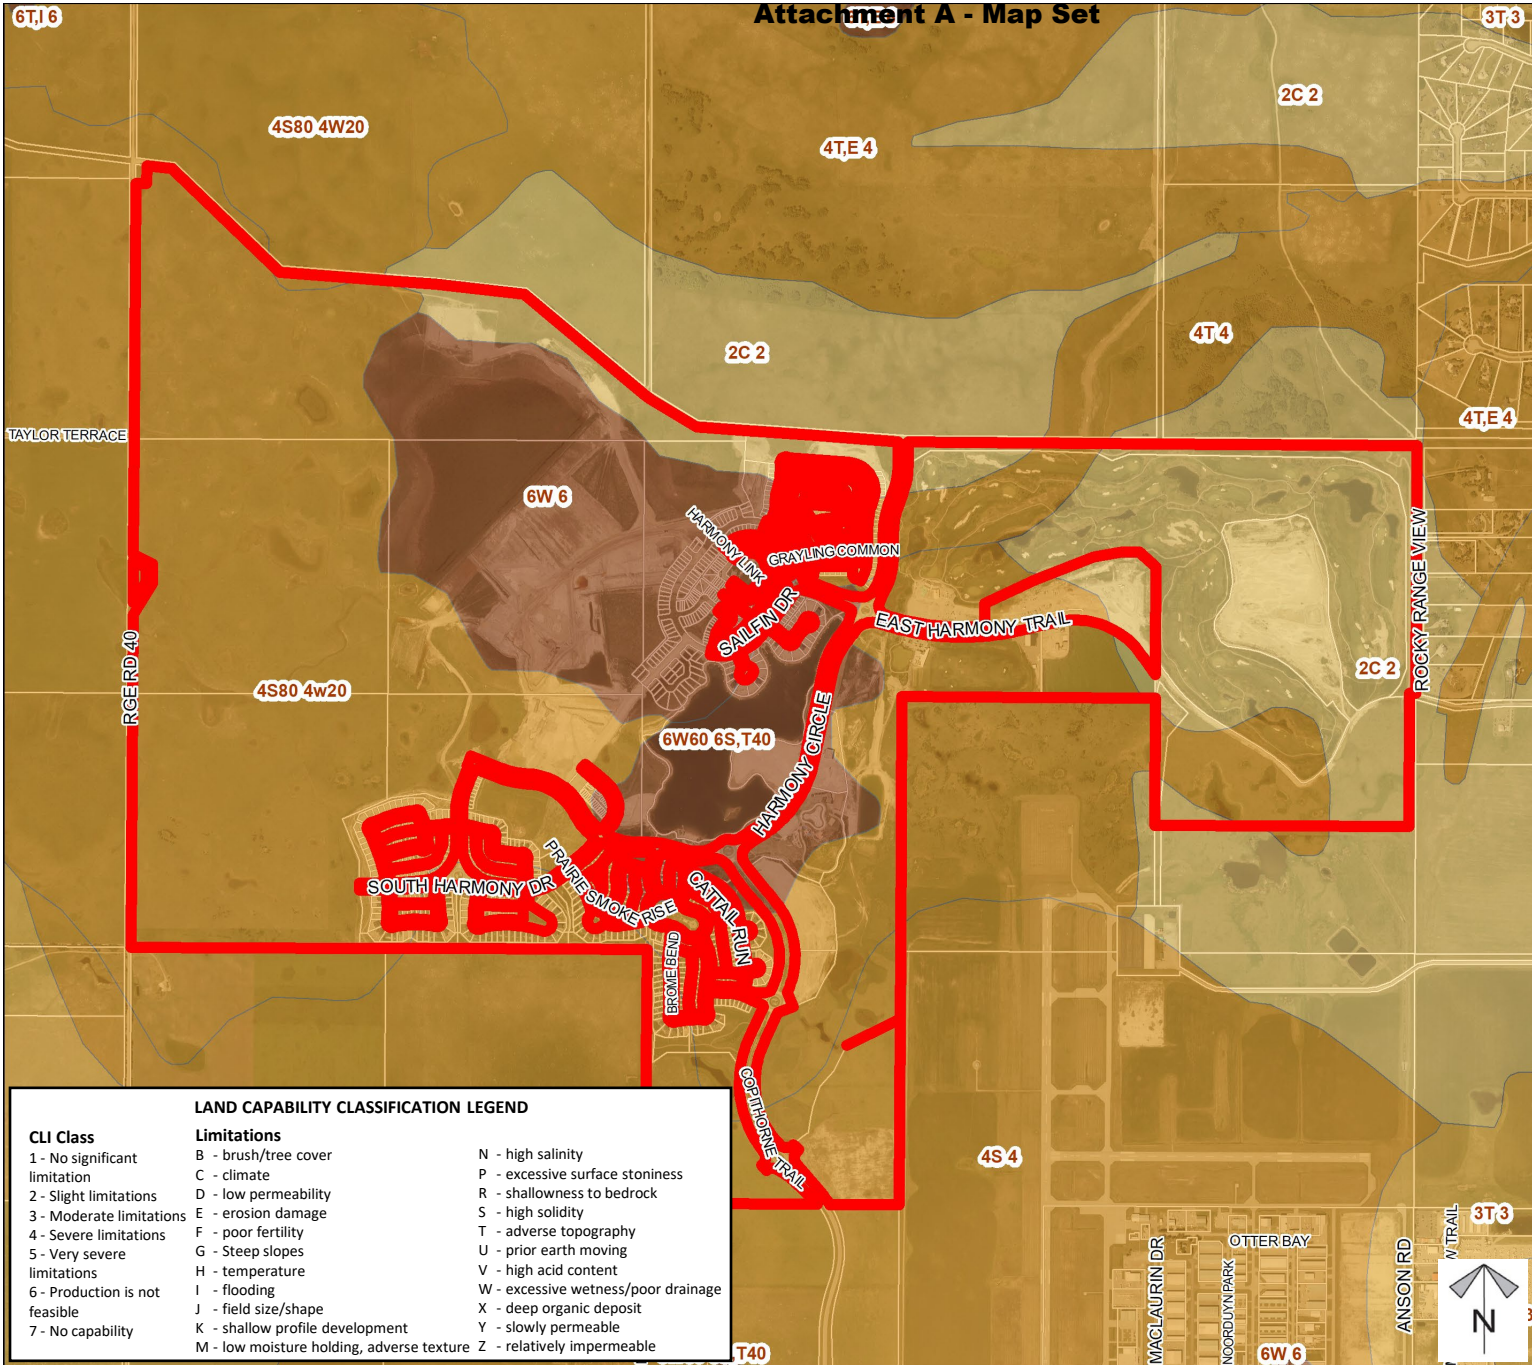 Attachment A - Map Set
6T,I 6
3T 3
2C 2
4S80 4W20
4T,E 4
4T 4
2C 2
4T,E 4
TAYLOR TERRACE
6W 6
HARMONY LINK
GRAYLING COMMON
SAILFIN DR
EAST HARMONY TRAIL
ROCKY RANGE VIEW
2C 2
RGE RD 40
4S80 4w20
6W60 6S,T40
HARMONY CIRCLE
SOUTH HARMONY DR
PRAIRIE SMOKE RISE
CATTAIL RUN
BROME BEND
COPITHORNE TRAIL
4S 4
3T 3
OTTER BAY
MACLAURIN DR
NOORDUYN PARK
ANSON RD
W TRAIL
N
T40
6W 6
LAND CAPABILITY CLASSIFICATION LEGEND
CLI Class
1 - No significant
limitation
2 - Slight limitations
3 - Moderate limitations
4 - Severe limitations
5 - Very severe
limitations
6 - Production is not
feasible
7 - No capability
Limitations
B - brush/tree cover
C - climate
D - low permeability
E - erosion damage
F - poor fertility
G - Steep slopes
H - temperature
I - flooding
J - field size/shape
K - shallow profile development
M - low moisture holding, adverse texture
N - high salinity
P - excessive surface stoniness
R - shallowness to bedrock
S - high solidity
T - adverse topography
U - prior earth moving
V - high acid content
W - excessive wetness/poor drainage
X - deep organic deposit
Y - slowly permeable
Z - relatively impermeable